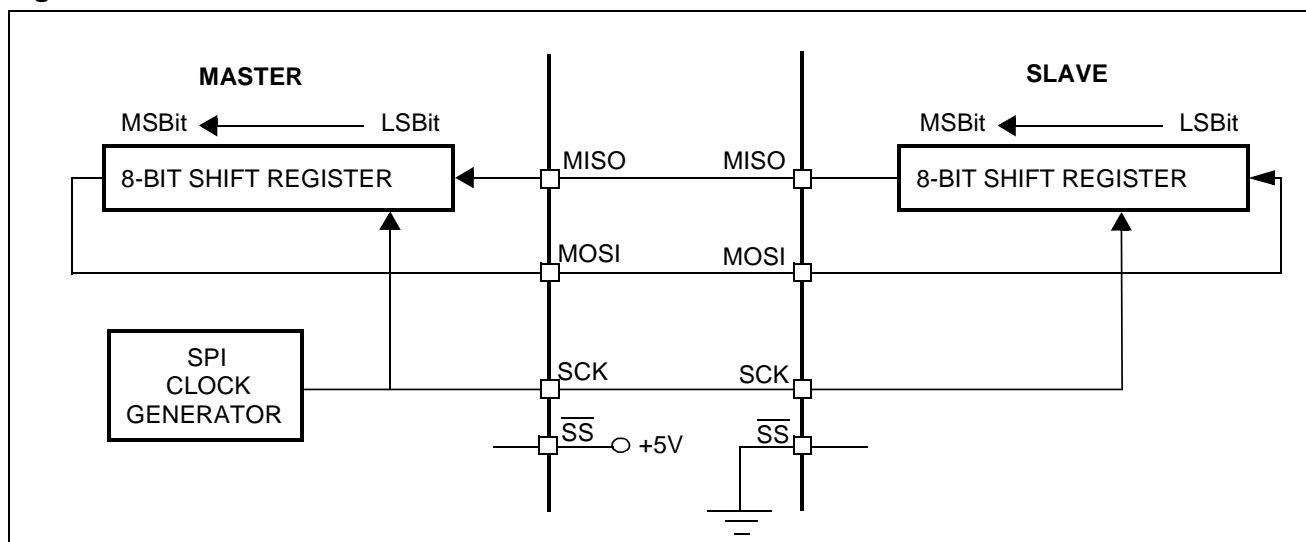 MASTER
SLAVE
MSBit LSBit
MSBit LSBit
8-BIT SHIFT REGISTER
MISO MISO
8-BIT SHIFT REGISTER
MOSI MOSI
SPI
CLOCK
GENERATOR
SCK SCK
SS +5V
SS